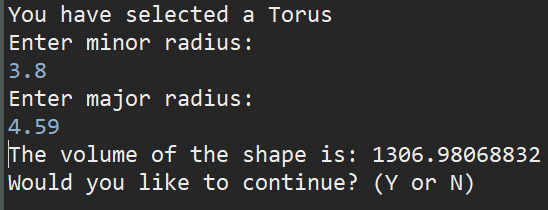 You have selected a Torus
Enter minor radius:
3.8
Enter major radius:
4.59
The volume of the shape is: 1306.98068832
Would you like to continue? (Y or N)